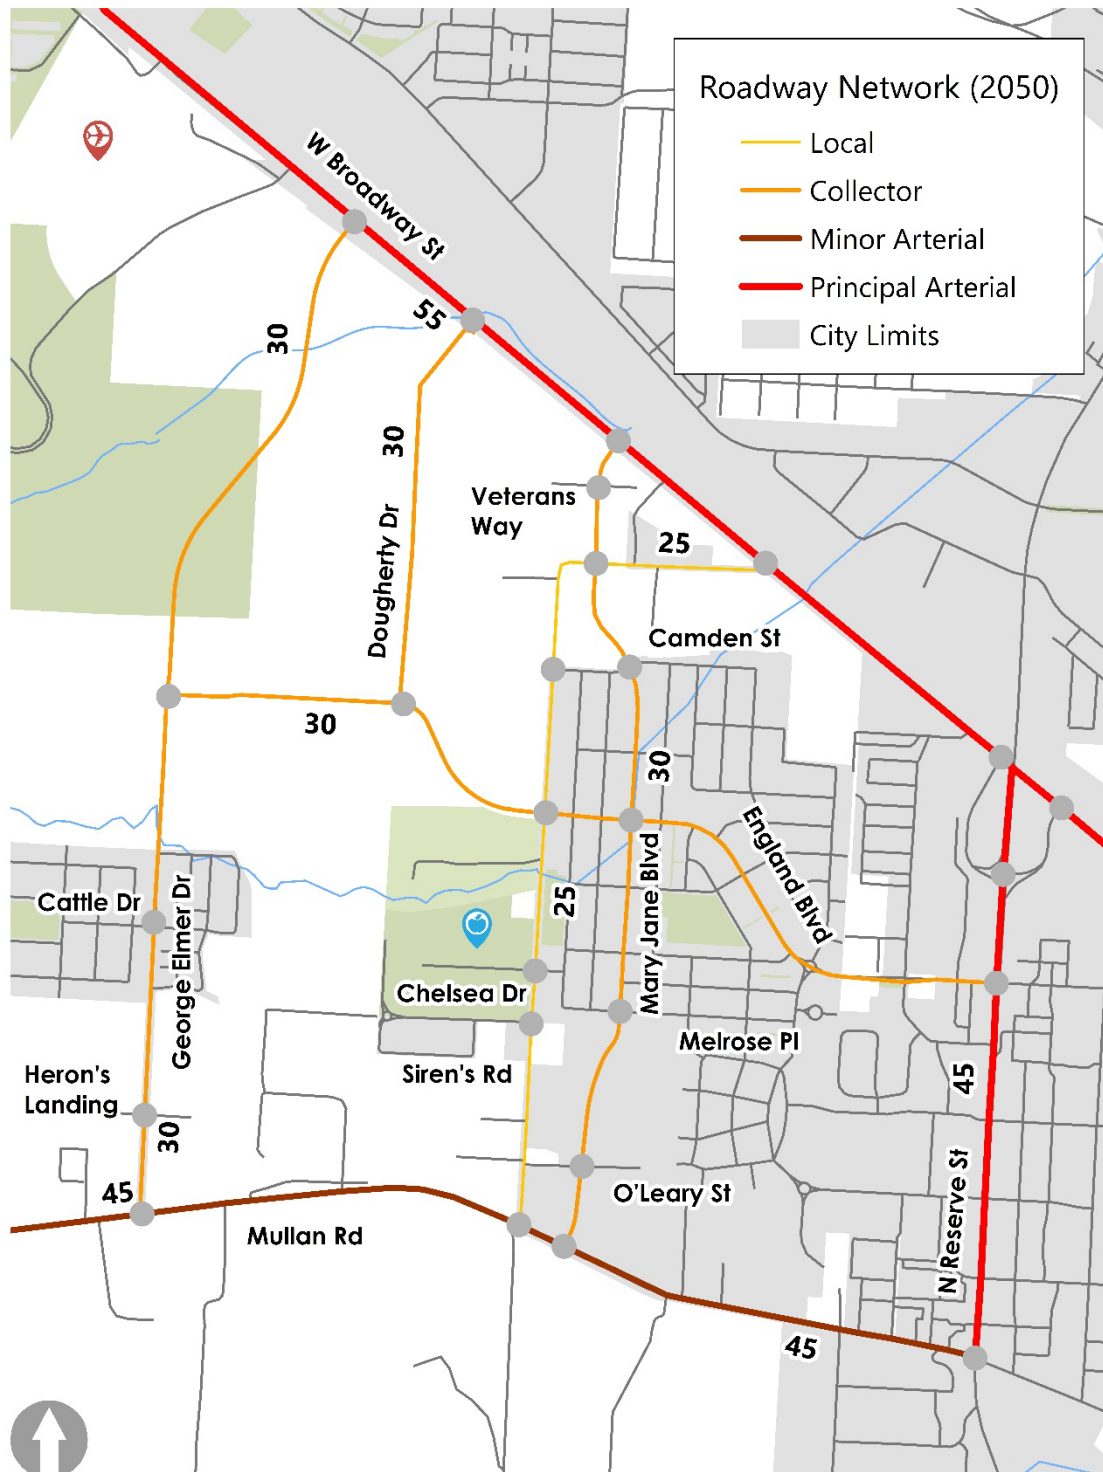 Roadway Network (2050)
Local
Collector
Minor Arterial
Principal Arterial
City Limits
W Broadway St
55
30
30
Dougherty Dr
Veterans
Way
25
Camden St
30
30
England Blvd
Mary Jane Blvd
25
Cattle Dr
George Elmer Dr
Chelsea Dr
Melrose Pl
Siren's Rd
Heron's
Landing
30
45
45
O'Leary St
Mullan Rd
N Reserve St
45